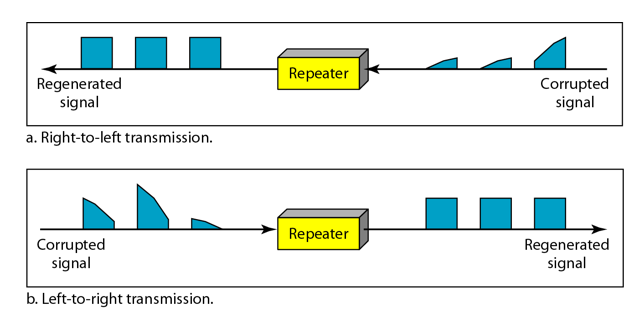 Repeater
Regenerated
signal
Corrupted
signal
a. Right-to-left transmission.
Repeater
Corrupted
signal
Regenerated
signal
b. Left-to-right transmission.